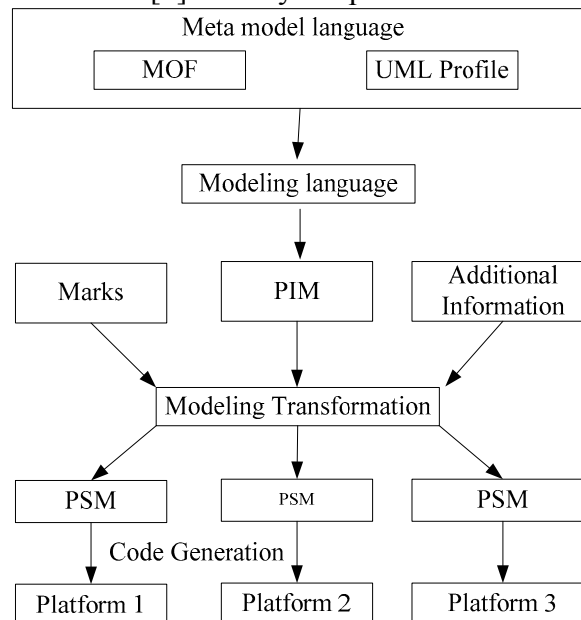 Meta model language
MOF
UML Profile
Modeling language
Marks
PIM
Additional
Information
Modeling Transformation
PSM
PSM
PSM
Code Generation
Platform 1
Platform 2
Platform 3